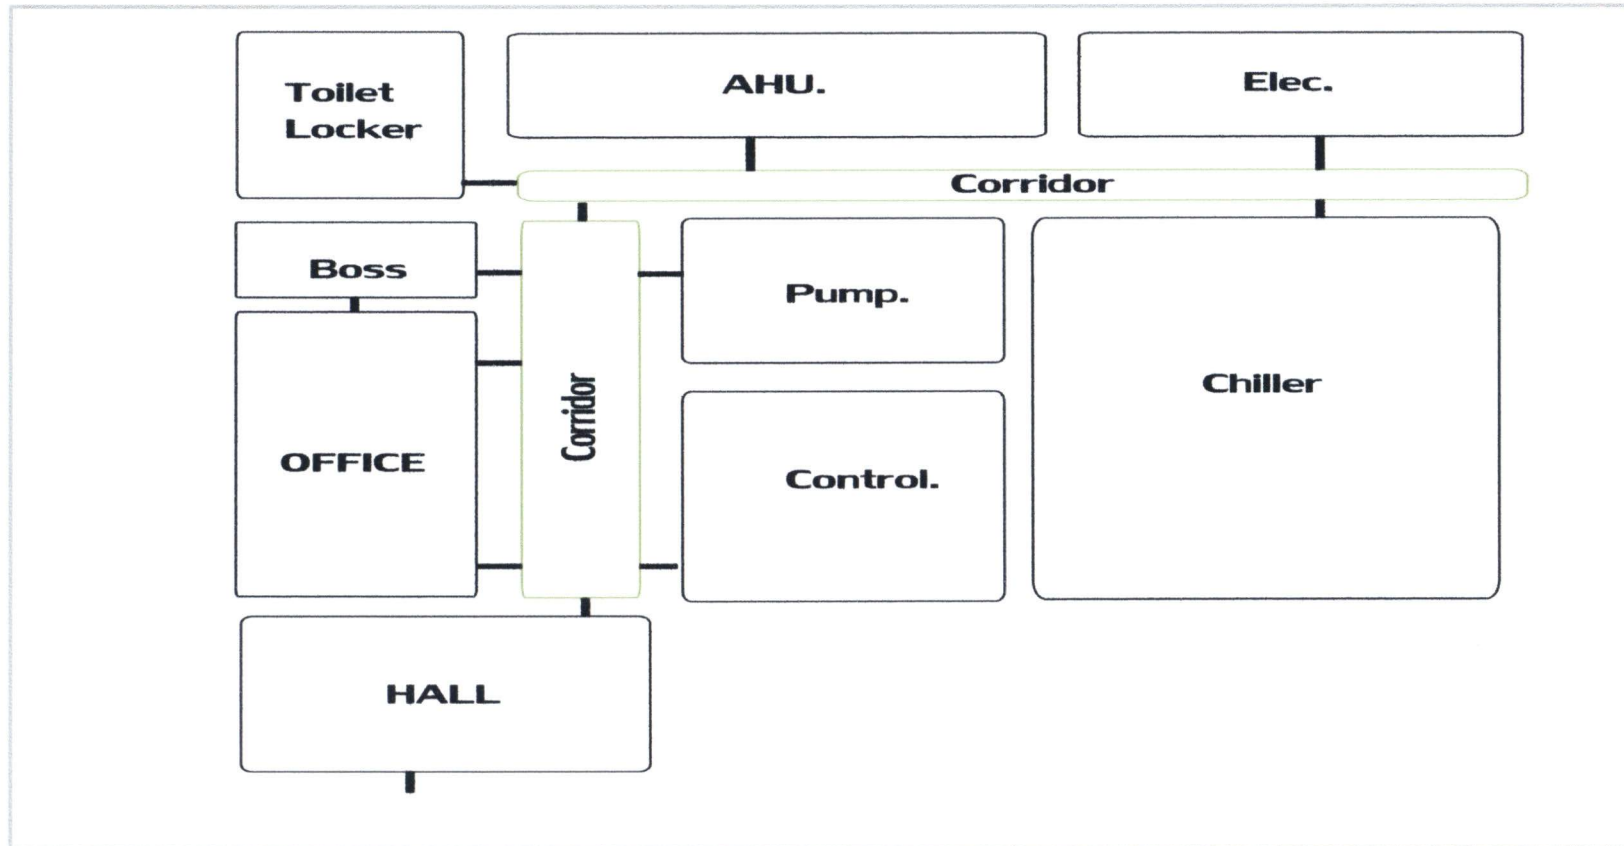 Toilet
Locker
AHU.
Elec.
Corridor
Boss
Pump.
Corridor
Chiller
OFFICE
Control.
HALL